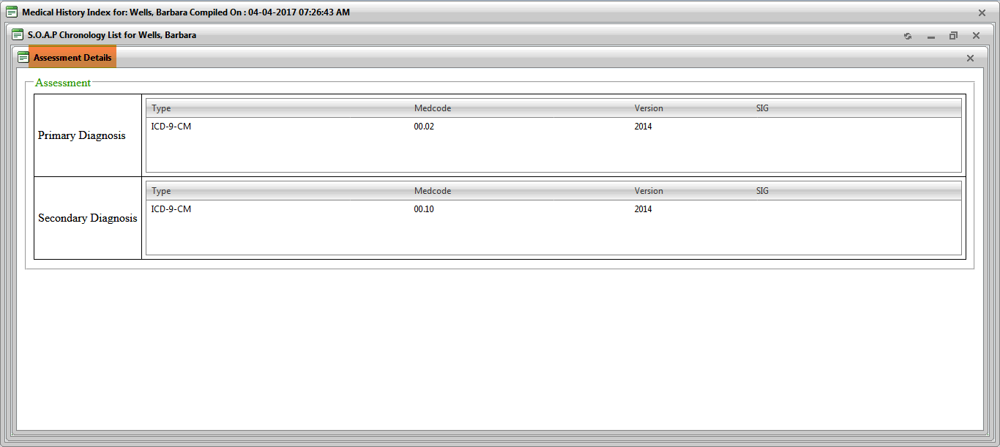 Medical History Index for: Wells, Barbara Compiled On : 04-04-2017 07:26:43 AM
S.O.A.P Chronology List for Wells, Barbara
Assessment Details
Assessment
Primary Diagnosis
Type Medcode Version SIG
ICD-9-CM 00.02 2014
Secondary Diagnosis
Type Medcode Version SIG
ICD-9-CM 00.10 2014